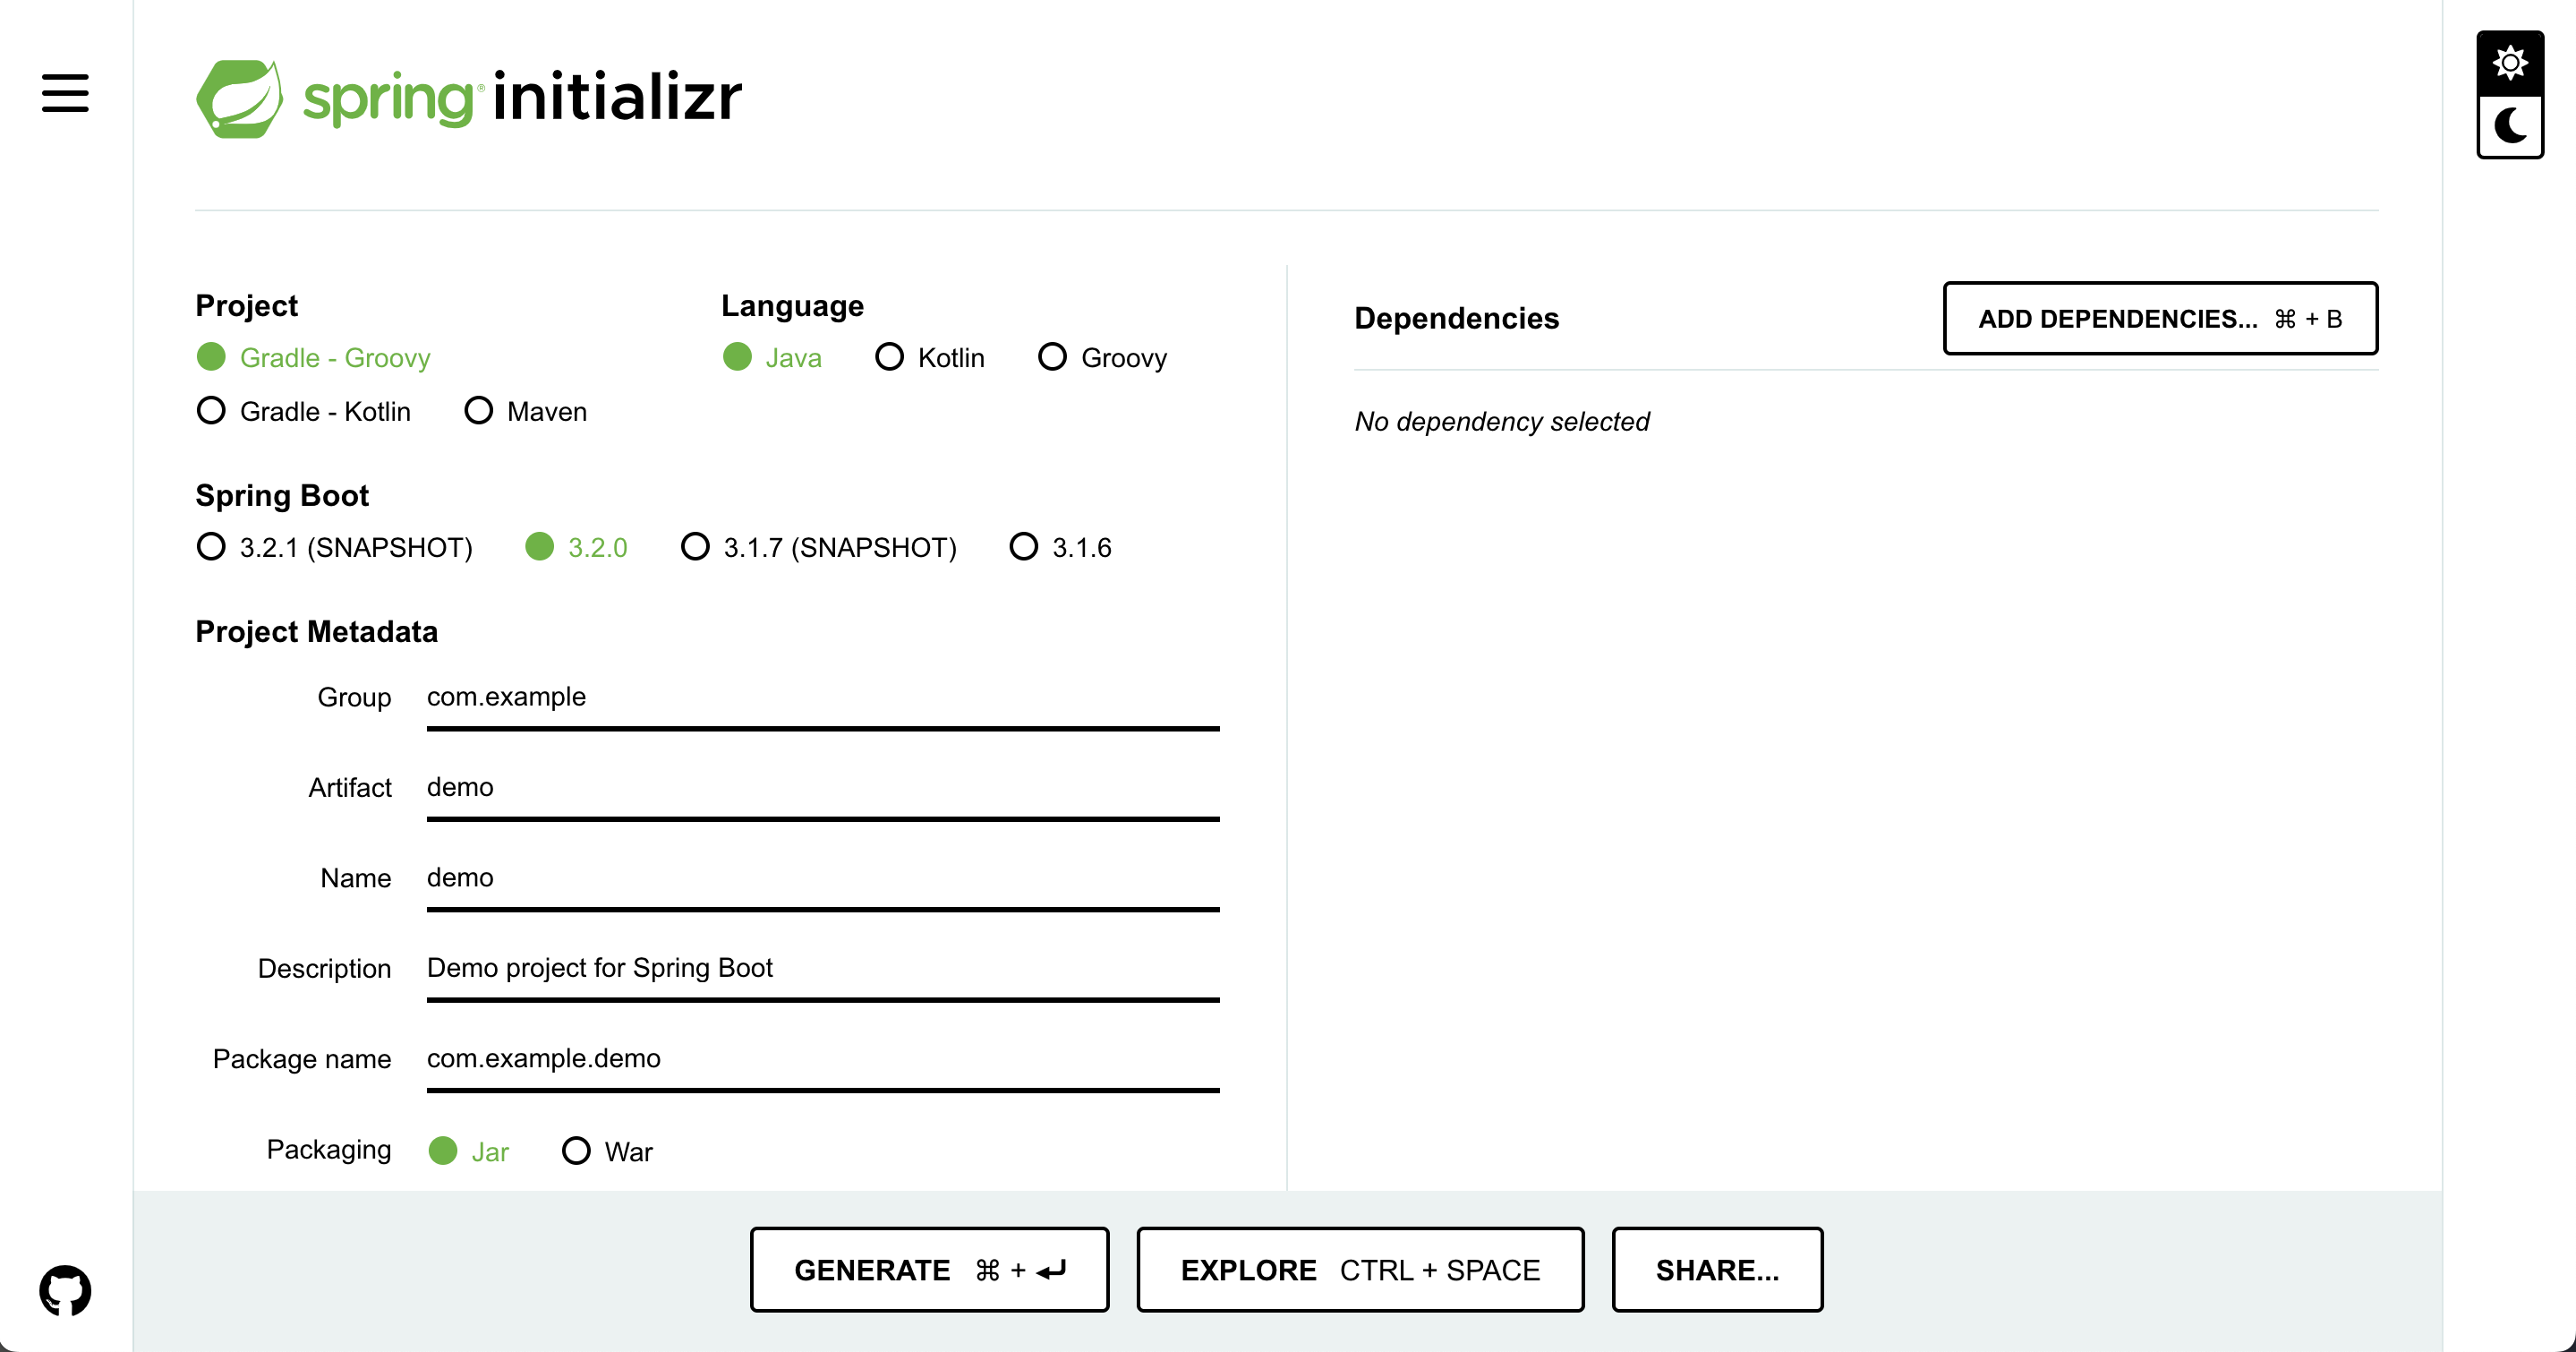 spring® initializr
Project
Gradle - Groovy
Gradle - Kotlin Maven
Language
Java Kotlin Groovy
Spring Boot
3.2.1 (SNAPSHOT) 3.2.0 3.1.7 (SNAPSHOT) 3.1.6
Project Metadata
Group com.example
Artifact demo
Name demo
Description Demo project for Spring Boot
Package name com.example.demo
Packaging Jar War
Dependencies
ADD DEPENDENCIES... ⌘ + B
No dependency selected
GENERATE ⌘ + ⏎
EXPLORE CTRL + SPACE
SHARE...